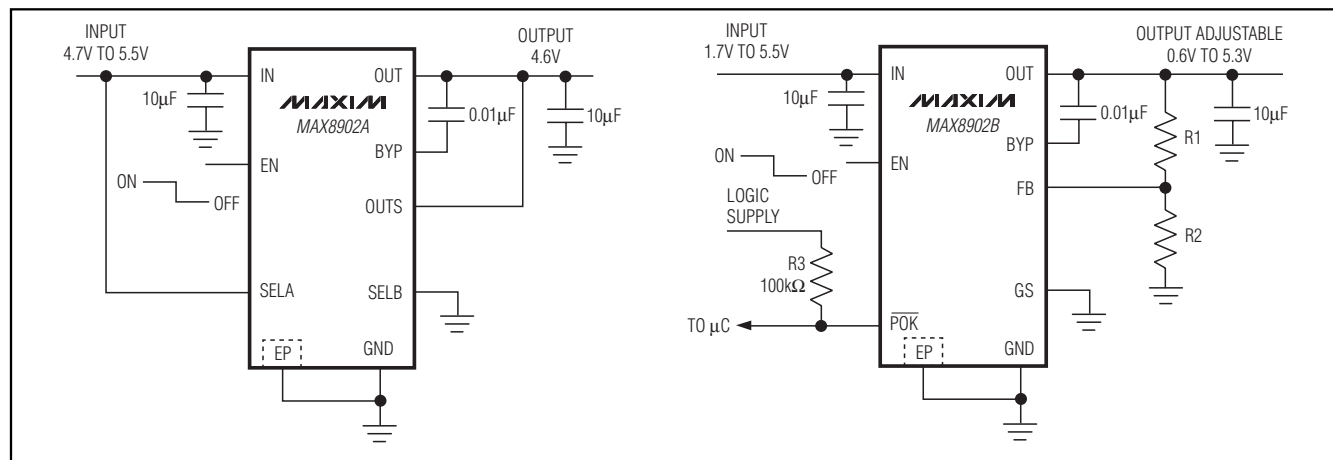 INPUT
4.7V TO 5.5V
OUTPUT
4.6V
IN
OUT
10μF
MAXIM
MAX8902A
0.01μF
10μF
BYP
EN
ON
OFF
OUTS
SELA
SELB
EP
GND
INPUT
1.7V TO 5.5V
OUTPUT ADJUSTABLE
0.6V TO 5.3V
IN
OUT
10μF
MAXIM
MAX8902B
0.01μF
R1
10μF
BYP
ON
OFF
EN
FB
LOGIC
SUPPLY
R2
R3
100kΩ
GS
TO μC
POK
EP
GND